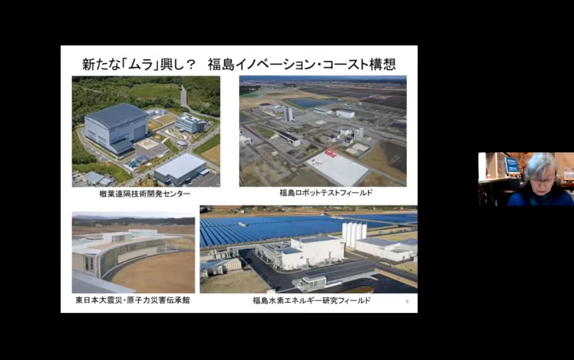 新たな「ムラ」興し？　福島イノベーション・コースト構想
楢葉遠隔技術開発センター
福島ロボットテストフィールド
東日本大震災・原子力災害伝承館
福島水素エネルギー研究フィールド